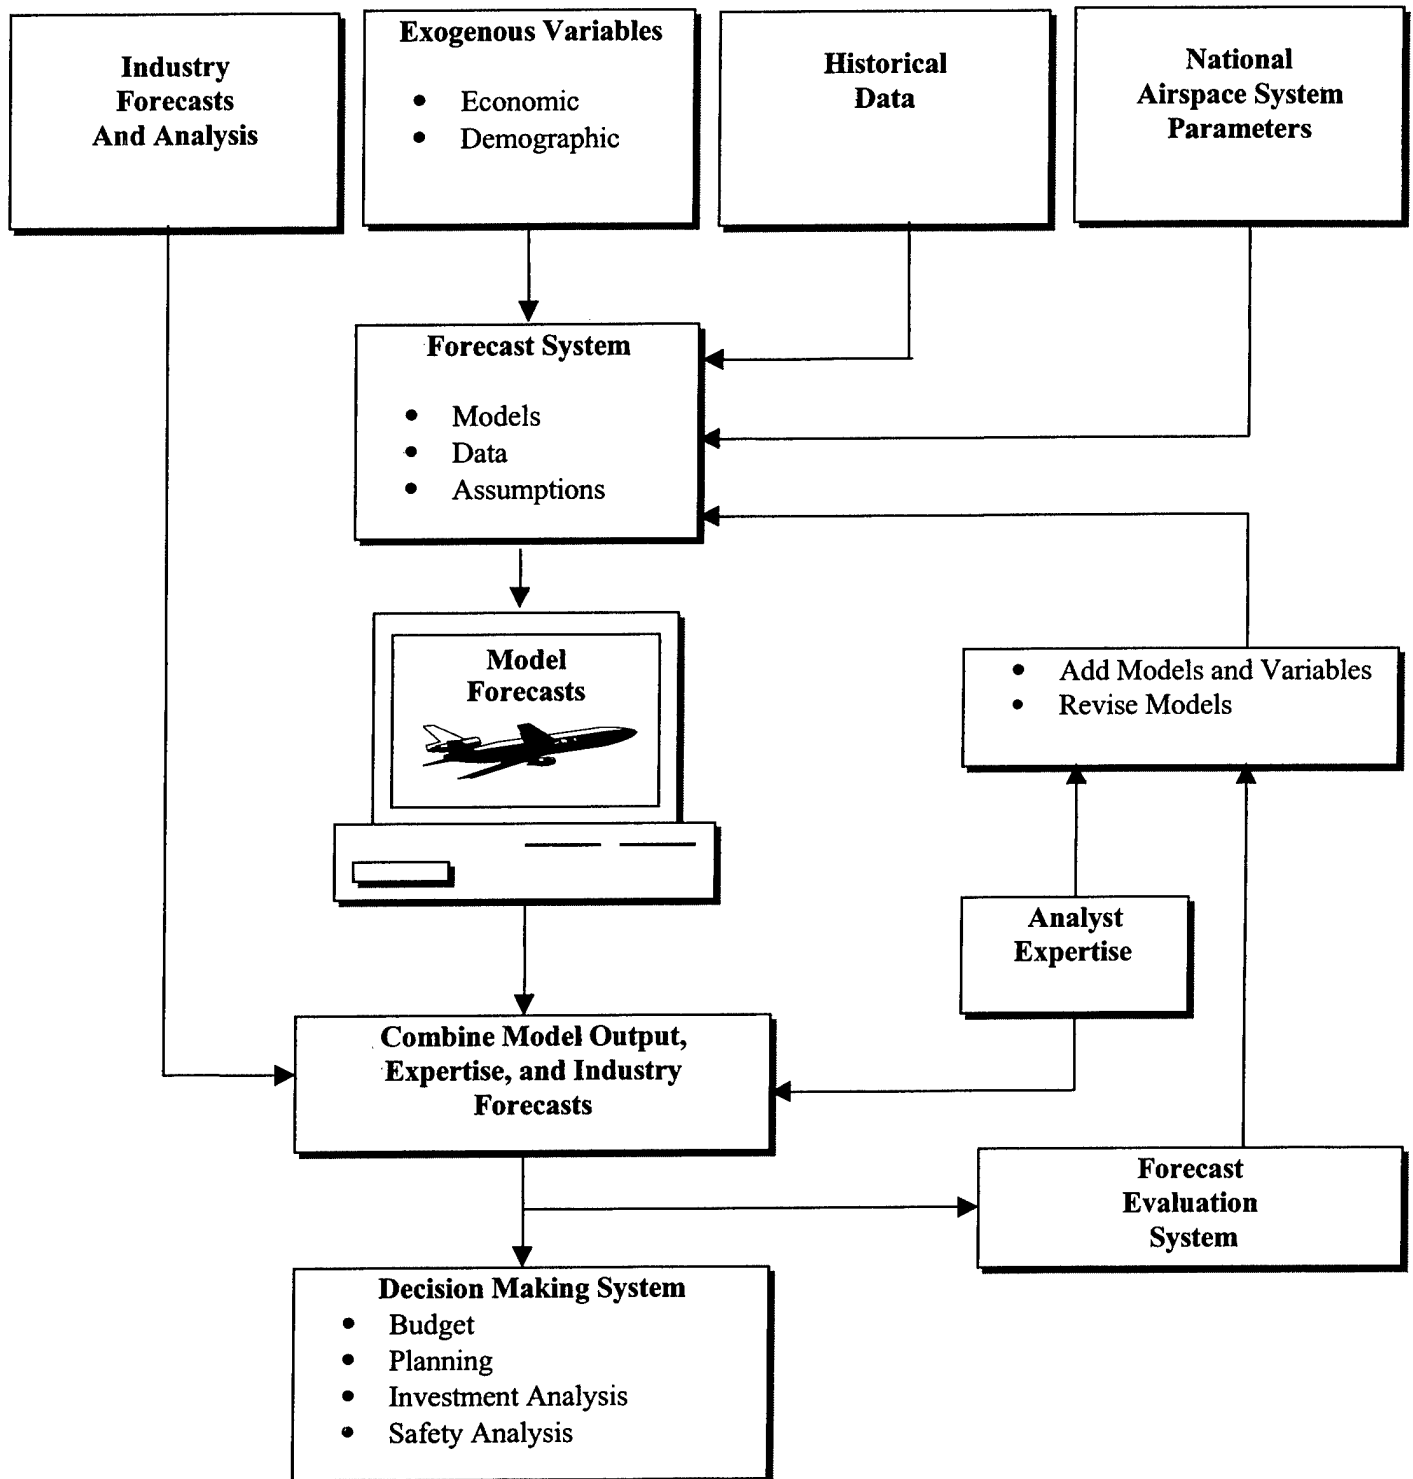 Industry
Forecasts
And Analysis
Exogenous Variables
• Economic
• Demographic
Historical
Data
National
Airspace System
Parameters
Forecast System
• Models
• Data
• Assumptions
Model
Forecasts
• Add Models and Variables
• Revise Models
Analyst
Expertise
Combine Model Output,
Expertise, and Industry
Forecasts
Forecast
Evaluation
System
Decision Making System
• Budget
• Planning
• Investment Analysis
• Safety Analysis